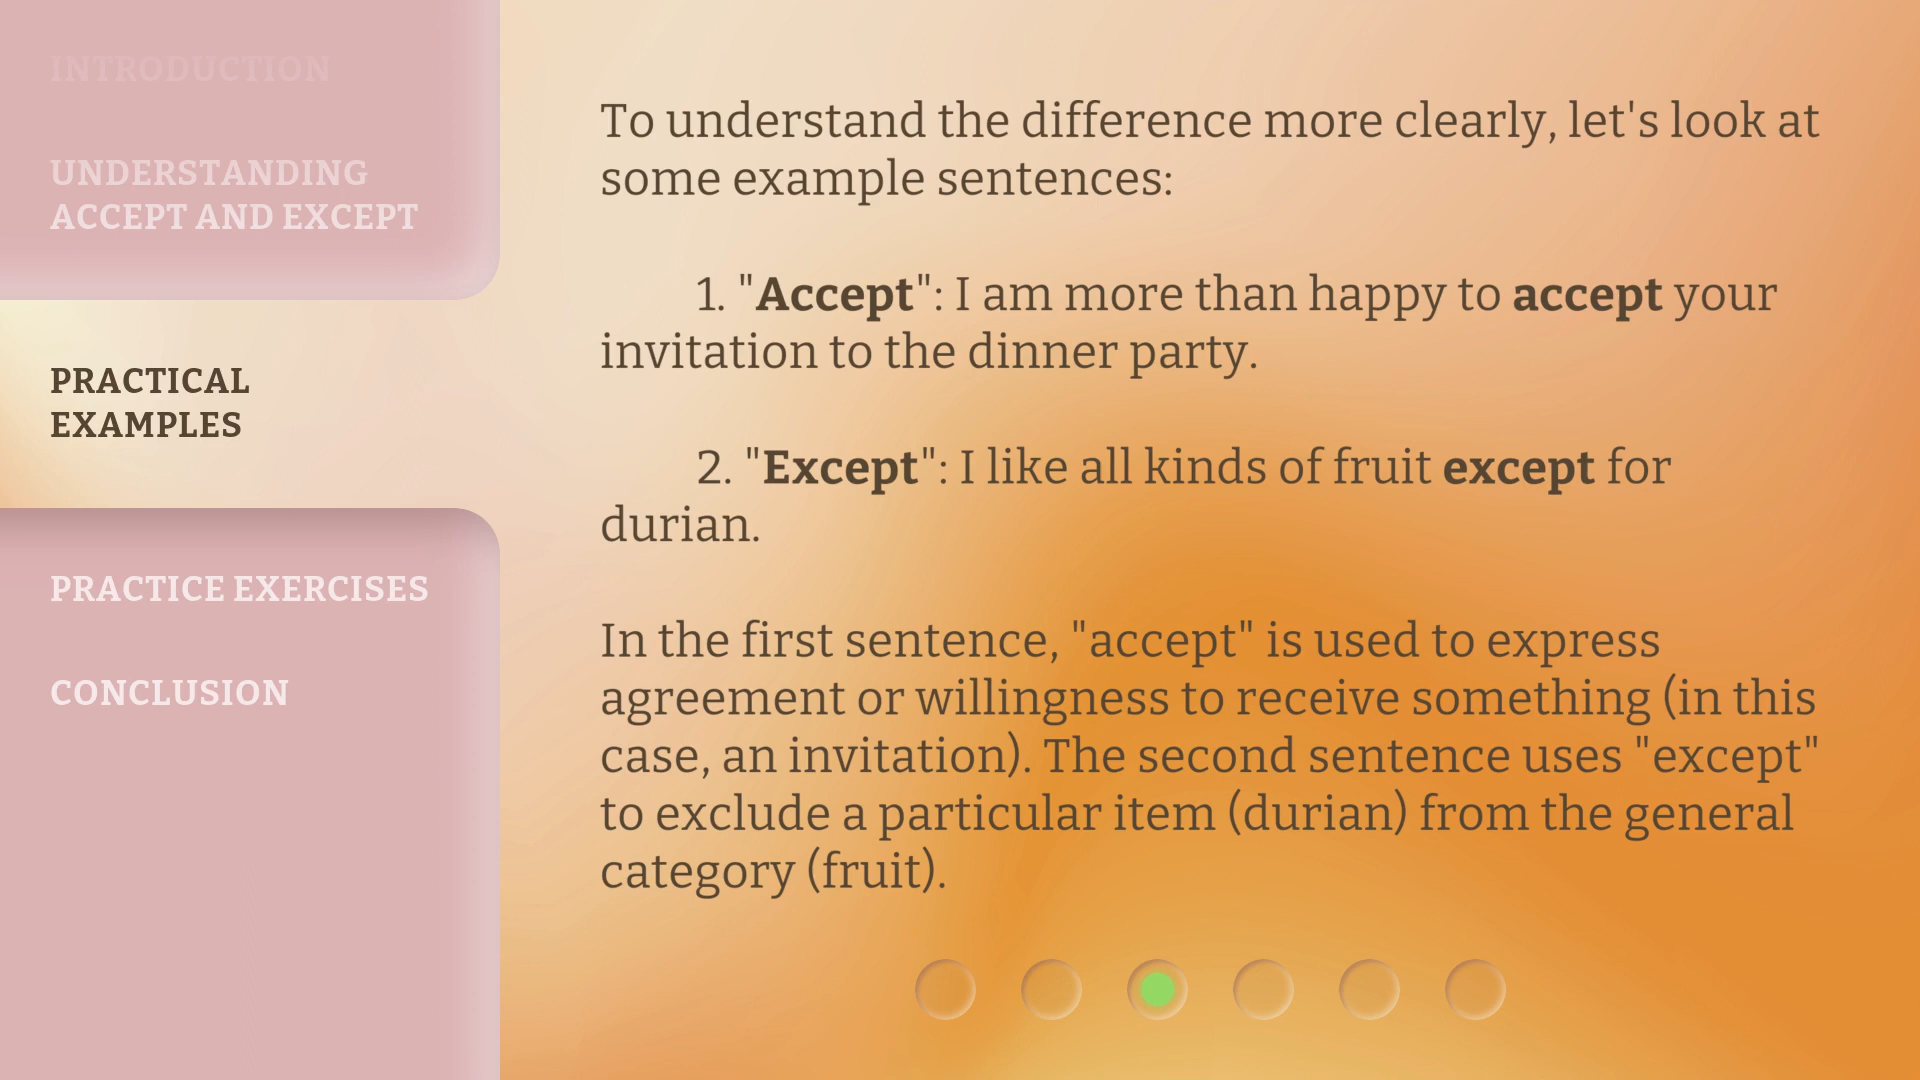 INTRODUCTION
UNDERSTANDING
ACCEPT AND EXCEPT
PRACTICAL
EXAMPLES
PRACTICE EXERCISES
CONCLUSION
To understand the difference more clearly, let's look at
some example sentences:
1. "Accept": I am more than happy to accept your
invitation to the dinner party.
2. "Except": I like all kinds of fruit except for
durian.
In the first sentence, "accept" is used to express
agreement or willingness to receive something (in this
case, an invitation). The second sentence uses "except"
to exclude a particular item (durian) from the general
category (fruit).